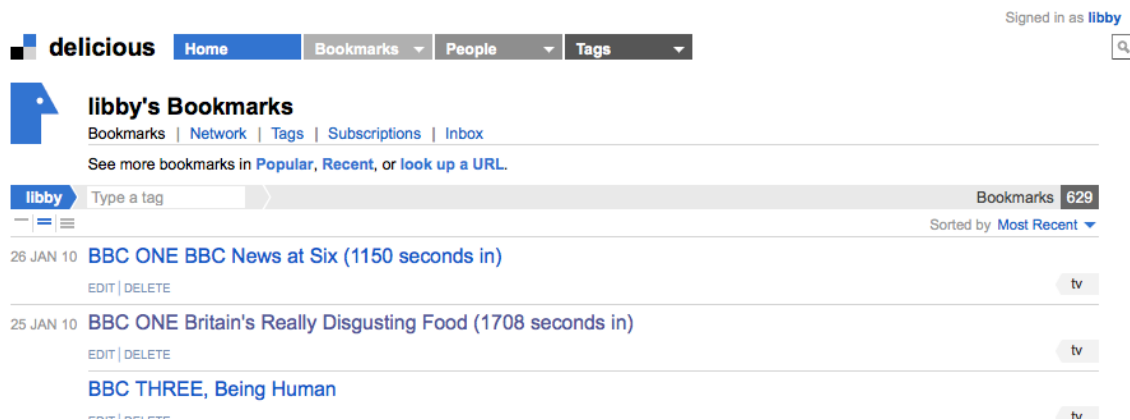 Signed in as libby
delicious Home Bookmarks People Tags
libby's Bookmarks
Bookmarks | Network | Tags | Subscriptions | Inbox
See more bookmarks in Popular, Recent, or look up a URL.
libby Type a tag Bookmarks 629
Sorted by Most Recent
26 JAN 10 BBC ONE BBC News at Six (1150 seconds in)
EDIT | DELETE tv
25 JAN 10 BBC ONE Britain's Really Disgusting Food (1708 seconds in)
EDIT | DELETE tv
BBC THREE, Being Human
EDIT | DELETE tv